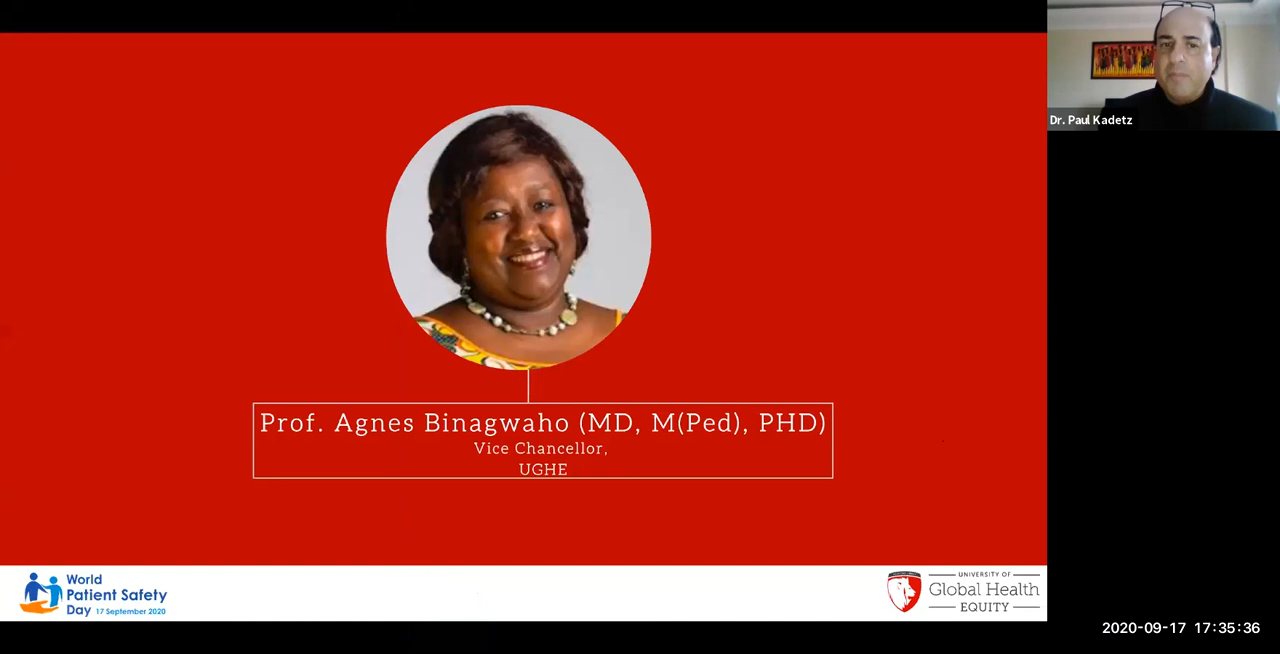 Dr. Paul Kadetz
Prof. Agnes Binagwaho (MD, M(Ped), PHD)
Vice Chancellor,
UGHE
World
Patient Safety
Day 17 September 2020
UNIVERSITY OF
Global Health
EQUITY
2020-09-17 17:35:36